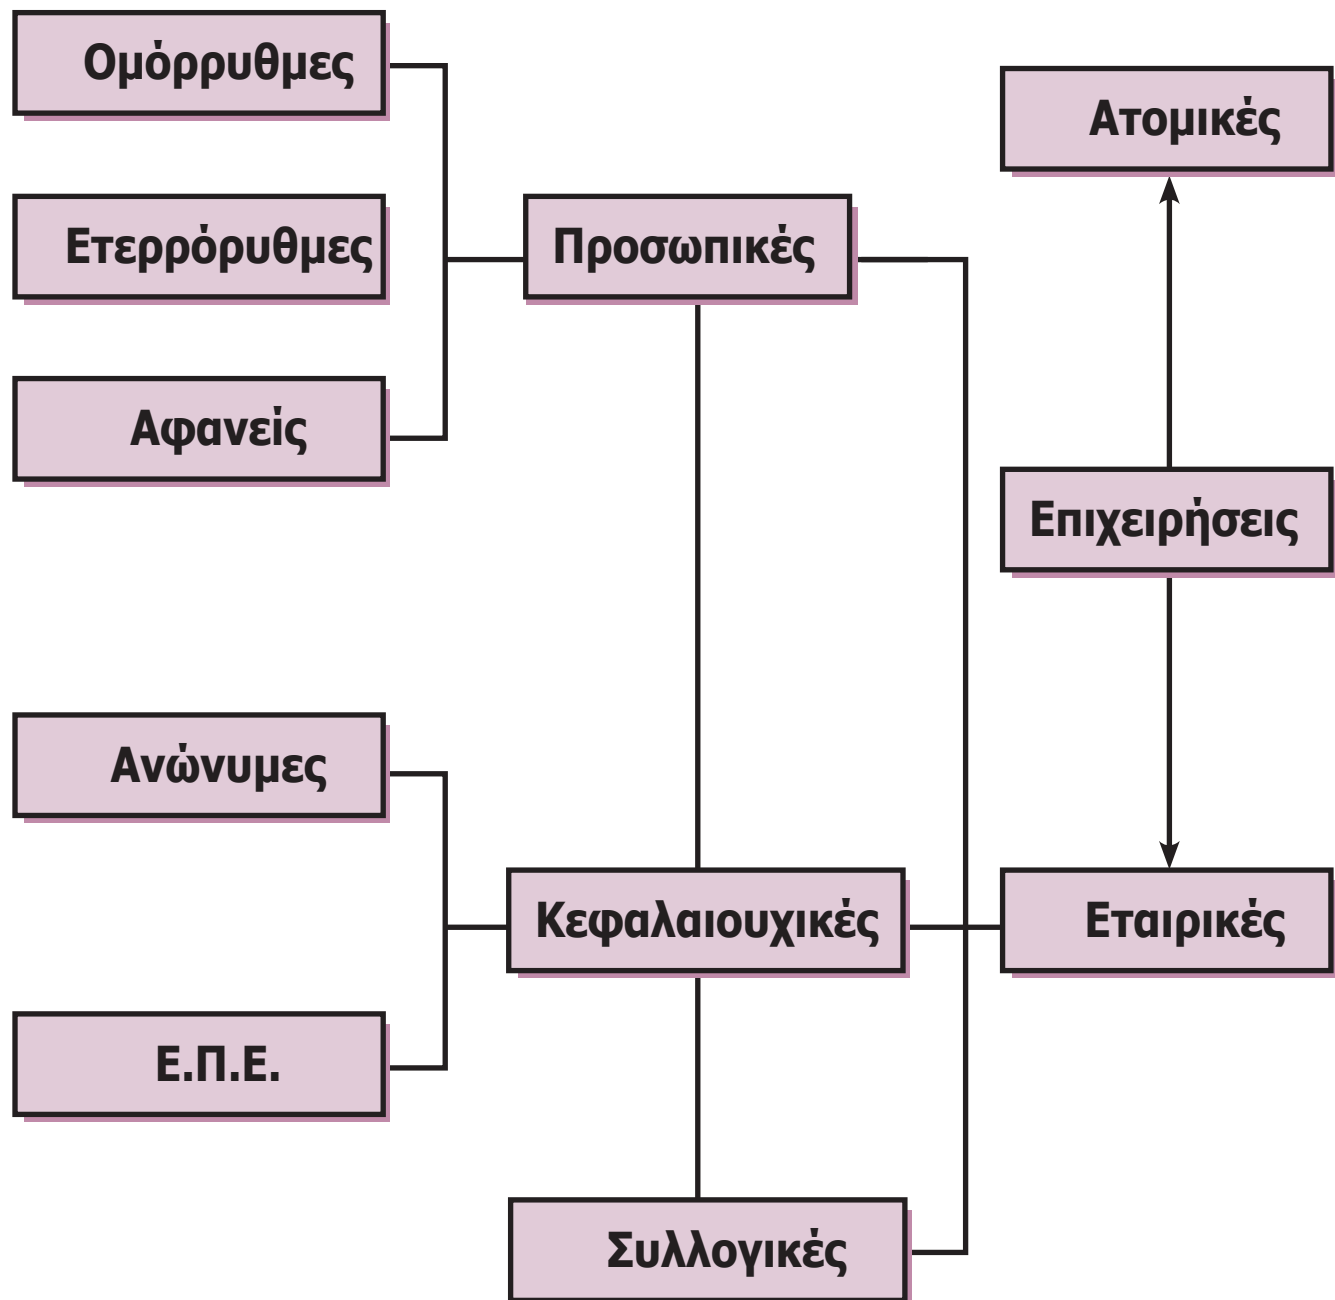 Ομόρρυθμες
Ατομικές
Ετερρόρυθμες
Προσωπικές
Αφανείς
Επιχειρήσεις
Ανώνυμες
Κεφαλαιουχικές
Εταιρικές
Ε.Π.Ε.
Συλλογικές